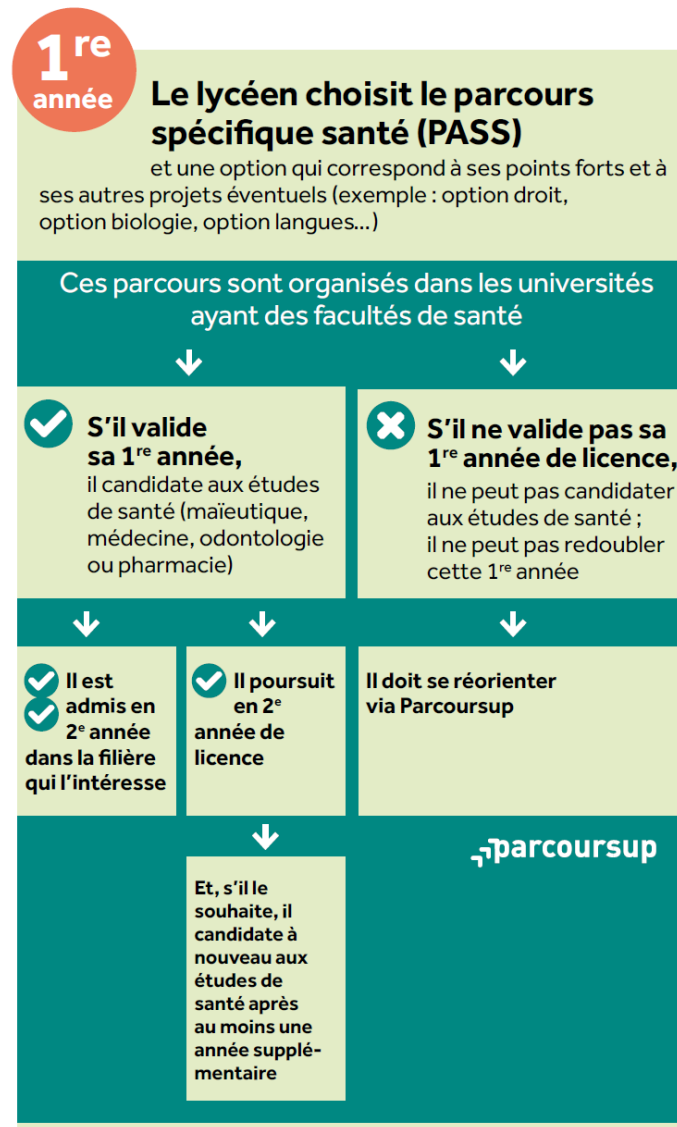 1re
année
Le lycéen choisit le parcours
spécifique santé (PASS)
et une option qui correspond à ses points forts et à
ses autres projets éventuels (exemple : option droit,
option biologie, option langues...)
Ces parcours sont organisés dans les universités
ayant des facultés de santé
S'il valide
sa 1re année,
il candidate aux études
de santé (maïeutique,
médecine, odontologie
ou pharmacie)
S'il ne valide pas sa
1re année de licence,
il ne peut pas candidater
aux études de santé ;
il ne peut pas redoubler
cette 1re année
Il est
admis en
2e année
dans la filière
qui l'intéresse
Il poursuit
en 2e
année de
licence
Il doit se réorienter
via Parcoursup
parcoursup
Et, s'il le
souhaite, il
candidate à
nouveau aux
études de
santé après
au moins une
année supplé-
mentaire